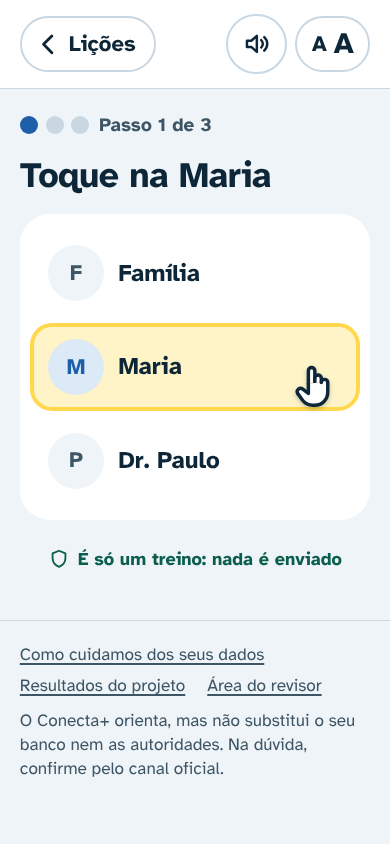 Lições
A A
Passo 1 de 3
Toque na Maria
F Família
M Maria
P Dr. Paulo
É só um treino: nada é enviado
Como cuidamos dos seus dados
Resultados do projeto Área do revisor
O Conecta+ orienta, mas não substitui o seu
banco nem as autoridades. Na dúvida,
confirme pelo canal oficial.